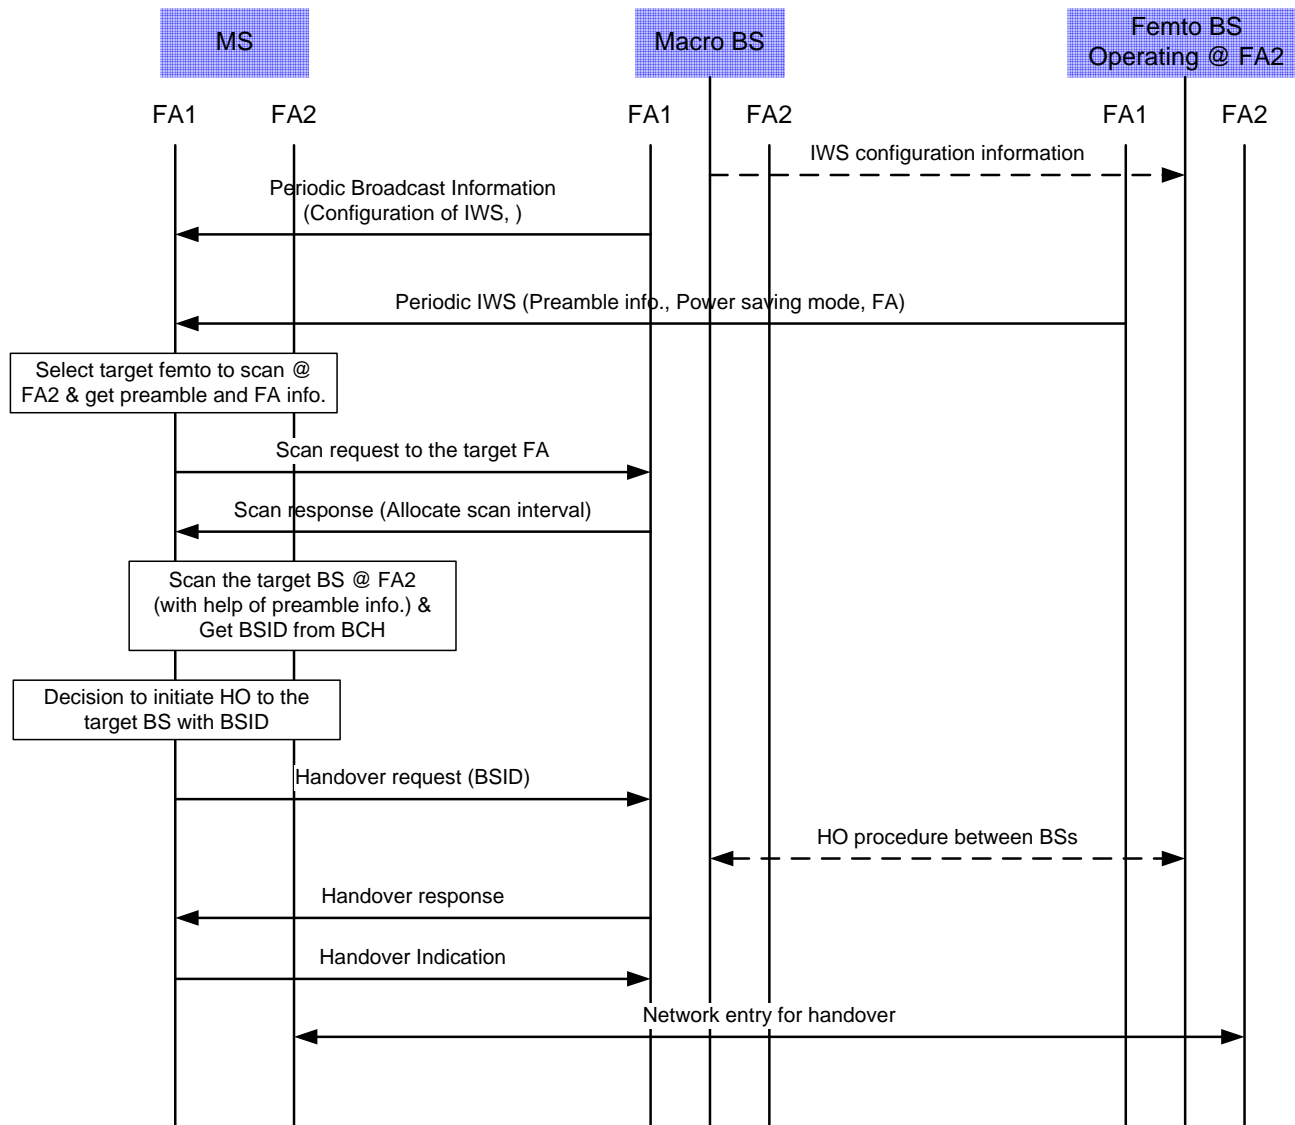 MS
Macro BS
Femto BS
Operating @ FA2
FA1
FA2
FA1
FA2
FA1
FA2
IWS configuration information
Periodic Broadcast Information
(Configuration of IWS, )
Periodic IWS (Preamble info., Power saving mode, FA)
Select target femto to scan @
FA2 & get preamble and FA info.
Scan request to the target FA
Scan response (Allocate scan interval)
Scan the target BS @ FA2
(with help of preamble info.) &
Get BSID from BCH
Decision to initiate HO to the
target BS with BSID
Handover request (BSID)
HO procedure between BSs
Handover response
Handover Indication
Network entry for handover